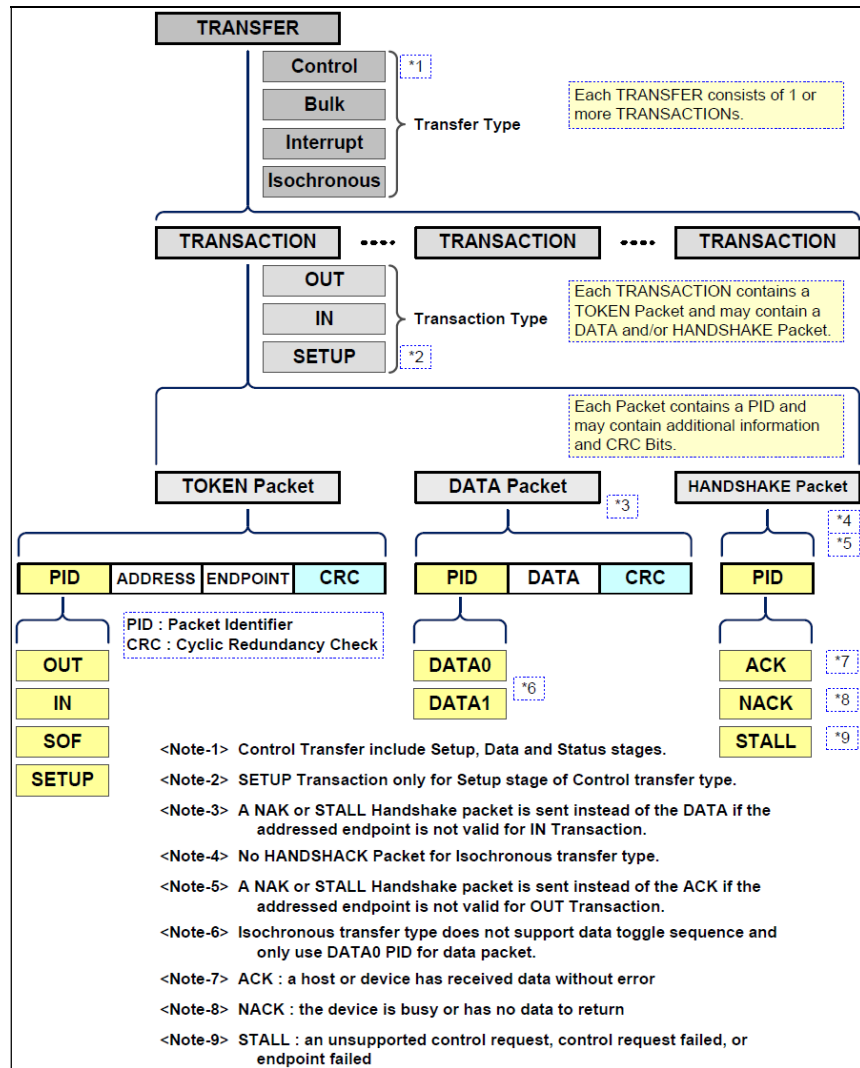 TRANSFER
Control
*1
Bulk
Interrupt
Isochronous
Transfer Type
Each TRANSFER consists of 1 or
more TRANSACTIONs.
TRANSACTION
TRANSACTION
TRANSACTION
OUT
IN
SETUP
*2
Transaction Type
Each TRANSACTION contains a
TOKEN Packet and may contain a
DATA and/or HANDSHAKE Packet.
Each Packet contains a PID and
may contain additional information
and CRC Bits.
TOKEN Packet
DATA Packet
*3
HANDSHAKE Packet
*4
*5
PID
ADDRESS
ENDPOINT
CRC
PID
DATA
CRC
PID
PID : Packet Identifier
CRC : Cyclic Redundancy Check
OUT
IN
SOF
SETUP
DATA0
DATA1
*6
ACK
*7
NACK
*8
STALL
*9
<Note-1> Control Transfer include Setup, Data and Status stages.
<Note-2> SETUP Transaction only for Setup stage of Control transfer type.
<Note-3> A NAK or STALL Handshake packet is sent instead of the DATA if the
addressed endpoint is not valid for IN Transaction.
<Note-4> No HANDSHACK Packet for Isochronous transfer type.
<Note-5> A NAK or STALL Handshake packet is sent instead of the ACK if the
addressed endpoint is not valid for OUT Transaction.
<Note-6> Isochronous transfer type does not support data toggle sequence and
only use DATA0 PID for data packet.
<Note-7> ACK : a host or device has received data without error
<Note-8> NACK : the device is busy or has no data to return
<Note-9> STALL : an unsupported control request, control request failed, or
endpoint failed